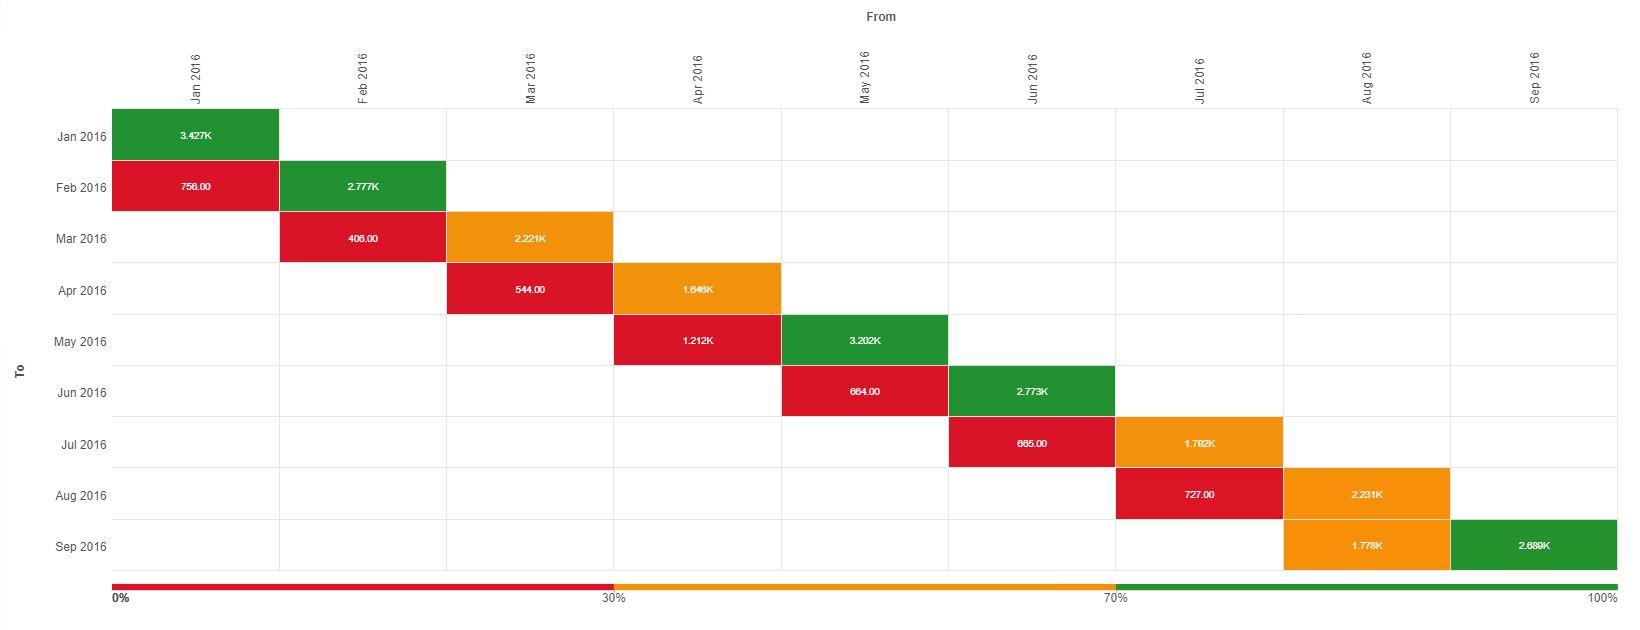 From
Jan 2016 Feb 2016 Mar 2016 Apr 2016 May 2016 Jun 2016 Jul 2016 Aug 2016 Sep 2016
To
Jan 2016 3.427K
Feb 2016 756.00 2.777K
Mar 2016 406.00 2.221K
Apr 2016 544.00 1.646K
May 2016 1.212K 3.202K
Jun 2016 664.00 2.773K
Jul 2016 665.00 1.792K
Aug 2016 727.00 2.231K
Sep 2016 1.778K 2.689K
0% 30% 70% 100%